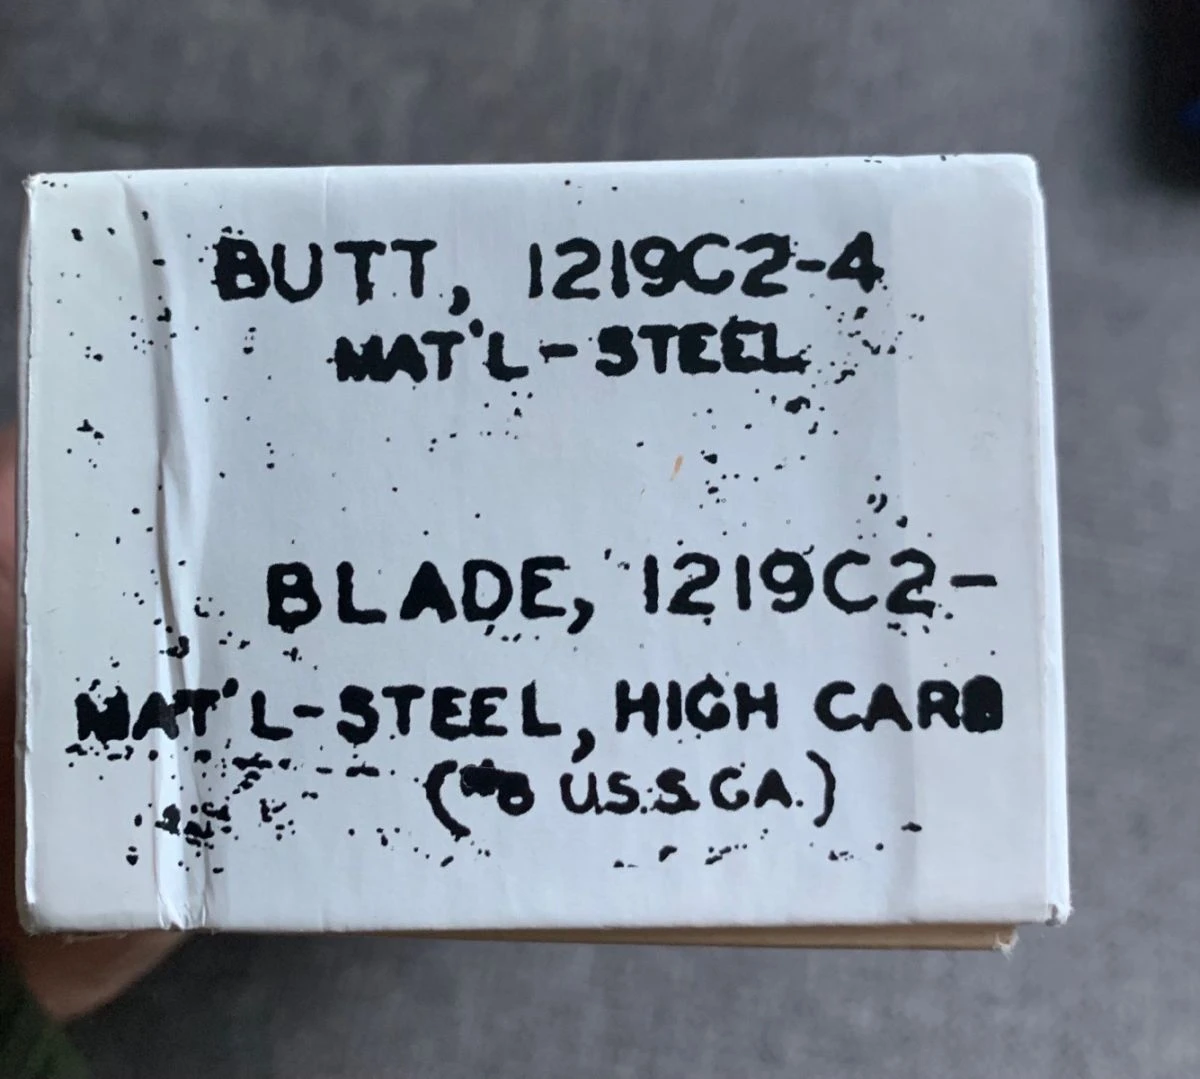 BUTT, 1219C2-4
MAT'L-STEEL
BLADE, 1219C2-
MAT'L-STEEL, HIGH CARB
( U.S.S.GA.)